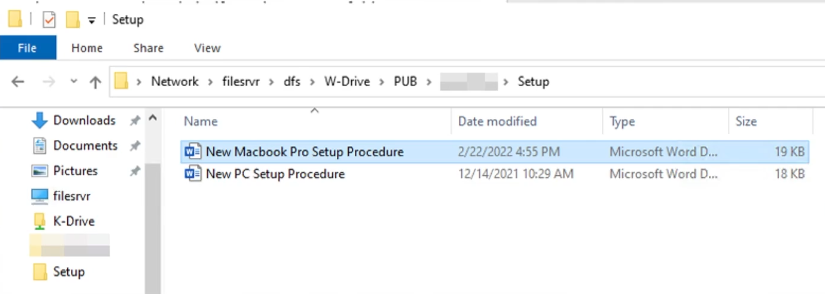 Setup
File Home Share View
Network filesrvr dfs W-Drive PUB Setup
Name Date modified Type Size
Downloads
Documents
Pictures
filesrvr
K-Drive
Setup
New Macbook Pro Setup Procedure 2/22/2022 4:55 PM Microsoft Word D... 19 KB
New PC Setup Procedure 12/14/2021 10:29 AM Microsoft Word D... 18 KB